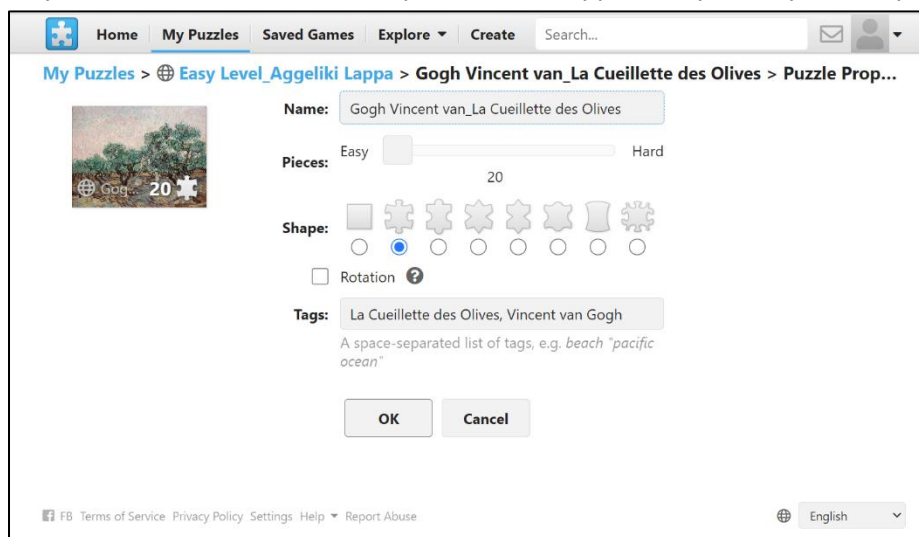 Home My Puzzles Saved Games Explore Create Search...
My Puzzles > Easy Level_Aggeliki Lappa > Gogh Vincent van_La Cueillette des Olives > Puzzle Prop...
Name: Gogh Vincent van_La Cueillette des Olives
Pieces: Easy Hard
20
Gog... 20
Shape:
Rotation ?
Tags: La Cueillette des Olives, Vincent van Gogh
A space-separated list of tags, e.g. beach "pacific
ocean"
OK Cancel
FB Terms of Service Privacy Policy Settings Help Report Abuse English